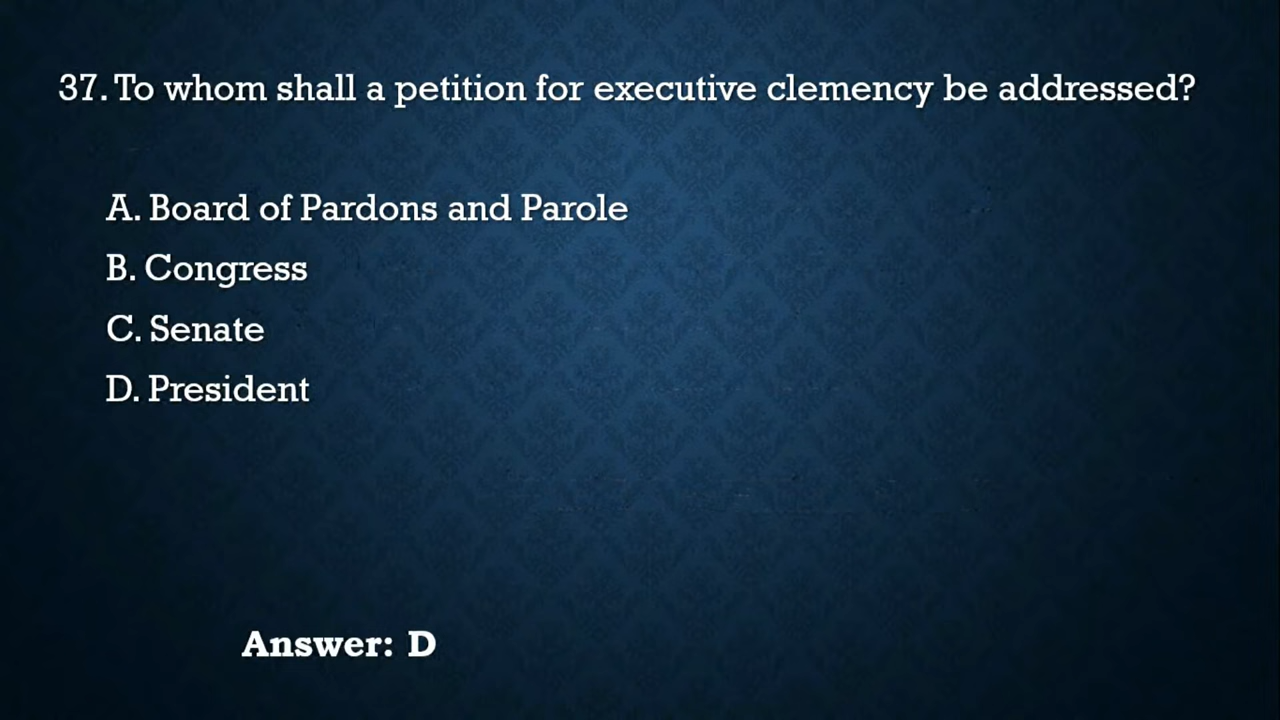 37. To whom shall a petition for executive clemency be addressed?
A. Board of Pardons and Parole
B. Congress
C. Senate
D. President
Answer: D